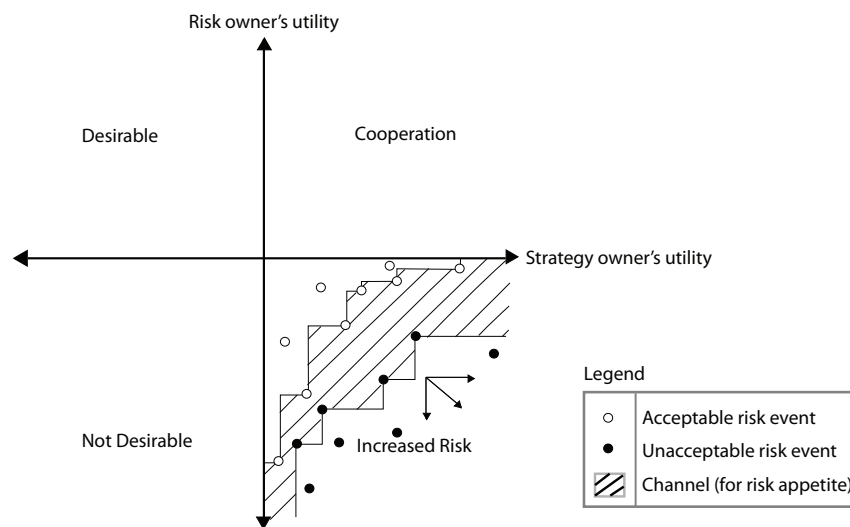 Risk owner's utility
Desirable
Cooperation
Strategy owner's utility
Not Desirable
Increased Risk
Legend
Acceptable risk event
Unacceptable risk event
Channel (for risk appetite)